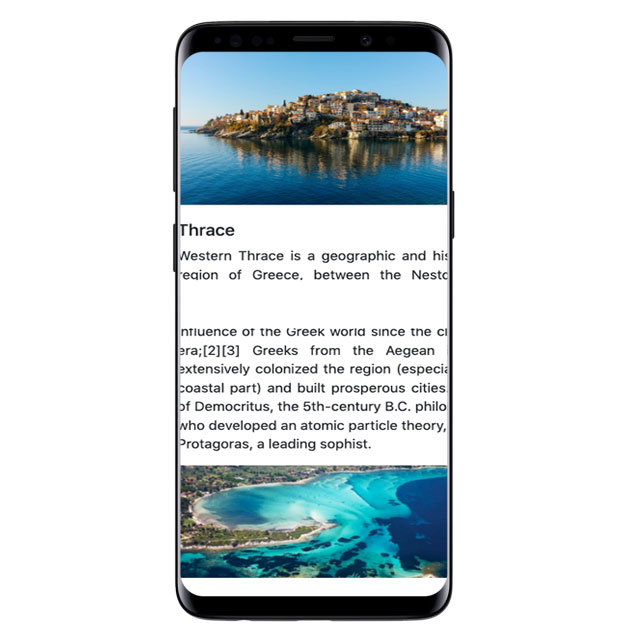 Thrace
Western Thrace is a geographic and his
region of Greece, between the Nesto
influence of the Greek world since the cl
era;[2][3] Greeks from the Aegean
extensively colonized the region (especia
coastal part) and built prosperous cities.
of Democritus, the 5th-century B.C. philo
who developed an atomic particle theory,
Protagoras, a leading sophist.